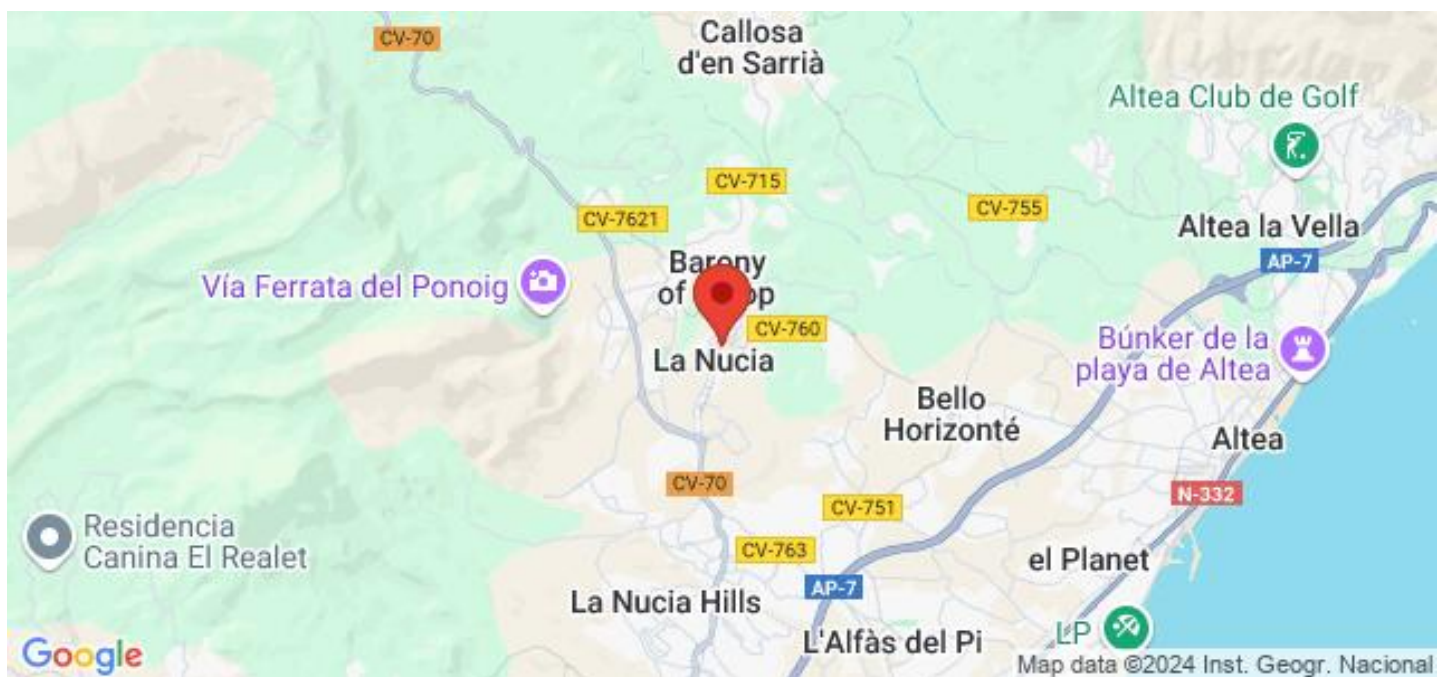 CV-70
Callosa
d'en Sarrià
Altea Club de Golf
CV-715
CV-7621
CV-755
Altea la Vella
AP-7
Barony
Vía Ferrata del Ponoig
CV-760
La Nucia
Búnker de la
playa de Altea
Bello
Horizonté
Altea
CV-70
N-332
CV-751
Residencia
Canina El Realet
CV-763
el Planet
AP-7
La Nucia Hills
L'Alfàs del Pi
LP
Google
Map data ©2024 Inst. Geogr. Nacional